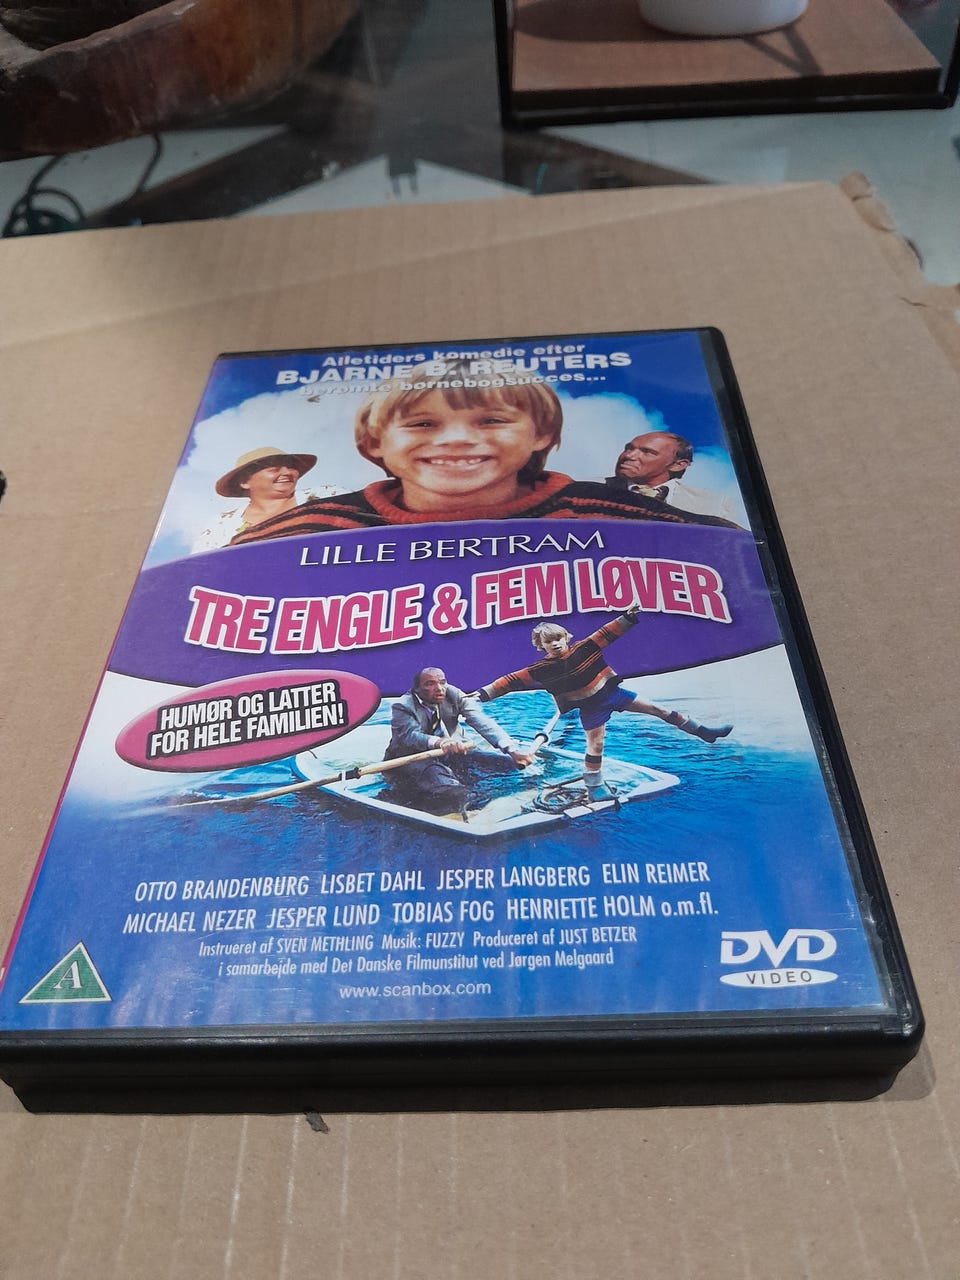 Alletiders komedie efter
BJARNE B. REUTERS
berømte børnebogsucces...
LILLE BERTRAM
TRE ENGLE & FEM LØVER
HUMØR OG LATTER
FOR HELE FAMILIEN!
OTTO BRANDENBURG LISBET DAHL JESPER LANGBERG ELIN REIMER
MICHAEL NEZER JESPER LUND TOBIAS FOG HENRIETTE HOLM o.m.fl.
Instrueret af SVEN METHLING Musik: FUZZY Produceret af JUST BETZER
i samarbejde med Det Danske Filmunstitut ved Jørgen Melgaard
www.scanbox.com
A
DVD
VIDEO